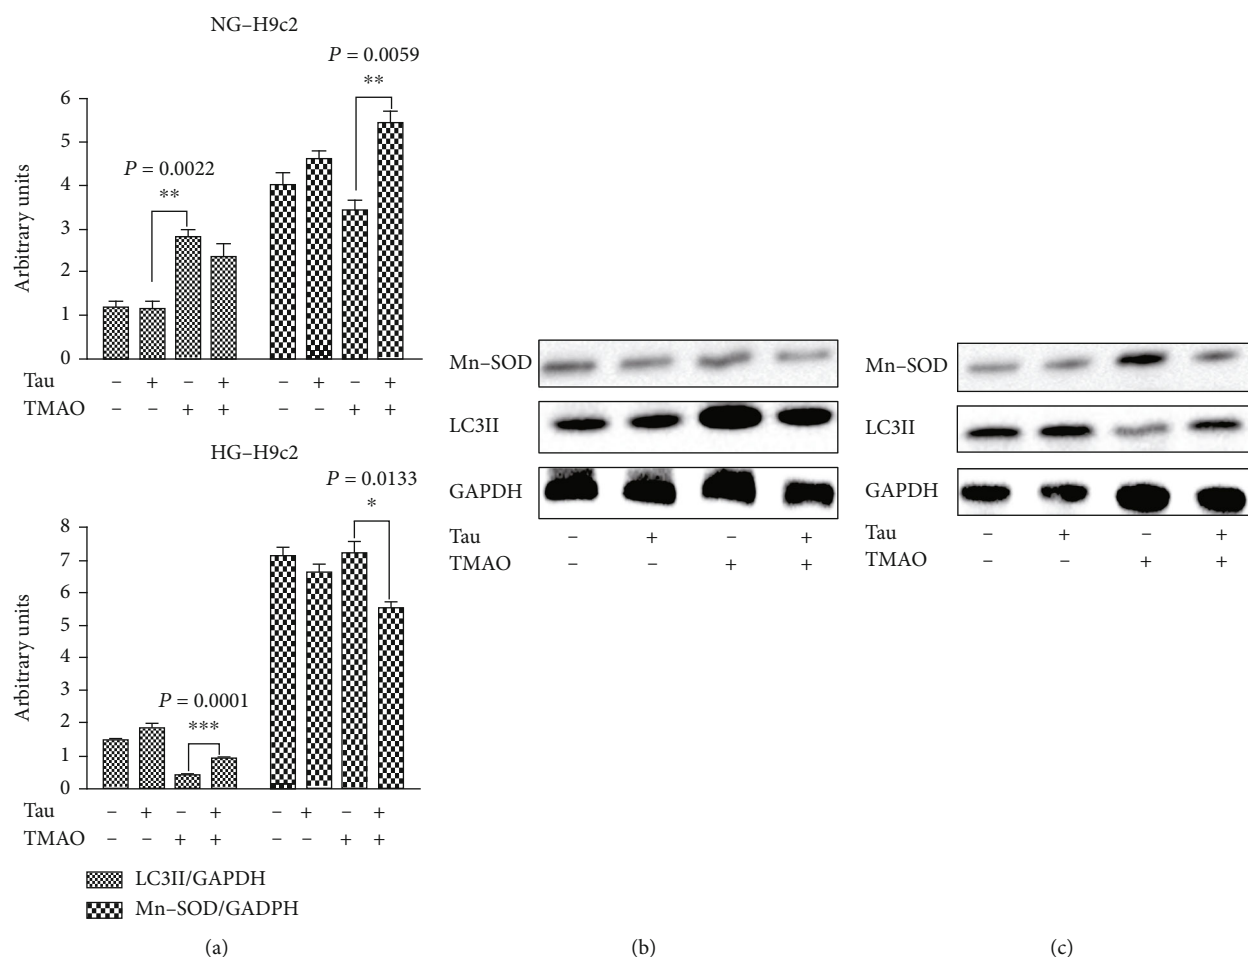 NG–H9c2
P = 0.0059
**
P = 0.0022
**
Arbitrary units
6
5
4
3
2
1
0
Tau – + – + – + – +
TMAO – – + + – – + +
HG–H9c2
P = 0.0133
*
P = 0.0001
***
Arbitrary units
8
7
6
5
4
3
2
1
0
Tau – + – + – + – +
TMAO – – + + – – + +
LC3II/GAPDH
Mn–SOD/GADPH
(a)
Mn–SOD
LC3II
GAPDH
Tau – + – +
TMAO – – + +
(b)
Mn–SOD
LC3II
GAPDH
Tau – + – +
TMAO – – + +
(c)